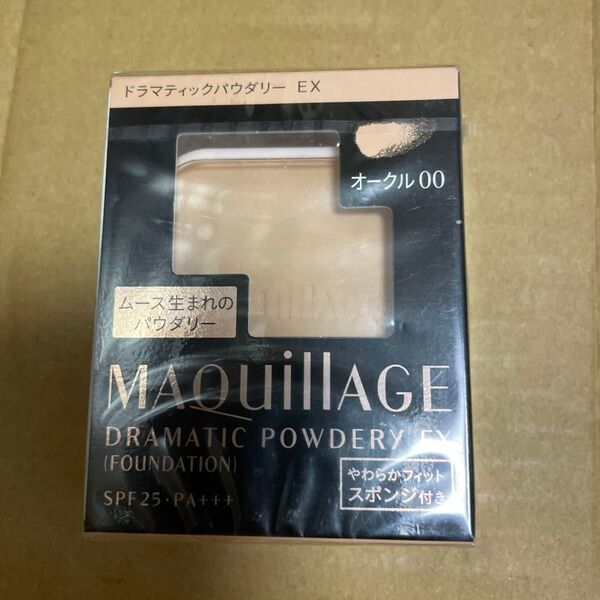 ドラマティックパウダリー EX
オークル 00
ムース生まれの
パウダリー
MAQuillAGE
DRAMATIC POWDERY EX
(FOUNDATION)
SPF25・PA+++
やわらかフィット
スポンジ付き